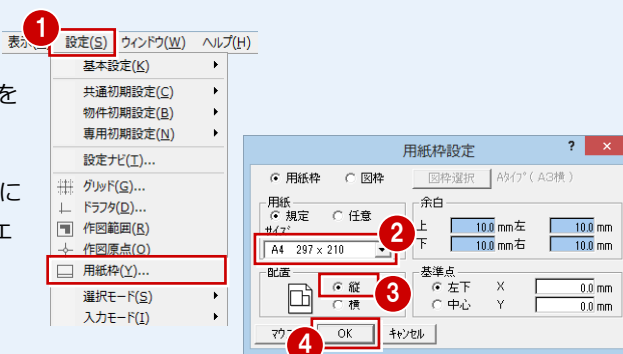 1
設定(S) ウィンドウ(W) ヘルプ(H)
基本設定(K)
を
共通初期設定(C)
物件初期設定(B)
専用初期設定(N)
設定ナビ(T)...
に
グリッド(G)...
ドラフタ(D)...
作図範囲(R)
作図原点(O)
用紙枠(Y)...
選択モード(S)
入力モード(I)
用紙枠設定 ? ×
用紙枠 図枠 図枠選択 Aタイプ(A3横)
用紙
規定 任意
サイズ
2
A4 297×210
余白
上 10.0 mm 左 10.0 mm
下 10.0 mm 右 10.0 mm
配置
縦
横
3
基準点
左下 X 0.0 mm
中心 Y 0.0 mm
4
OK キャンセル